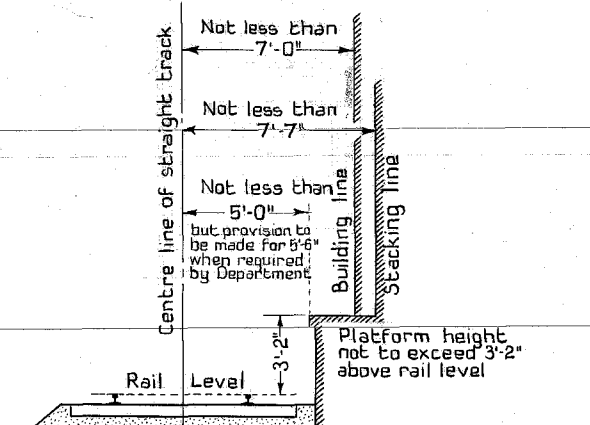 Not less than
7'-0"
Centre line of straight track
Not less than
7'-7"
Not less than
5'-0"
but provision to
be made for 5'-6"
when required
by Department
Building line
Stacking line
3'-2"
Platform height
not to exceed 3'-2"
above rail level
Rail Level